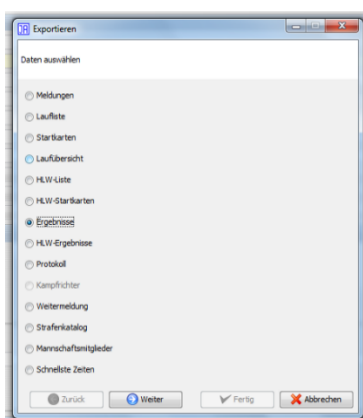 JA Exportieren
Daten auswählen
Meldungen
Laufliste
Startkarten
Laufübersicht
HLW-Liste
HLW-Startkarten
Ergebnisse
HLW-Ergebnisse
Protokoll
Kampfrichter
Weitermeldung
Strafenkatalog
Mannschaftsmitglieder
Schnellste Zeiten
Zurück Weiter Fertig Abbrechen